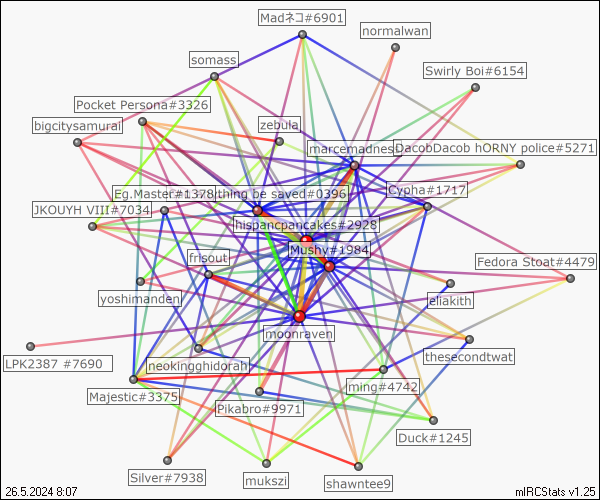 Madネコ#6901
normalwan
somass
Swirly Boi#6154
Pocket Persona#3326
bigcitysamurai
zebula
marcemadness
DacobDacob hORNY police#5271
Eg.Master#1378
thing be saved#0396
Cypha#1717
JKOUYH VIII#7034
hispancpancakes#2928
Mushy#1984
frisout
Fedora Stoat#4479
yoshimanden
eliakith
moonraven
LPK2387 #7690
neokingghidorah
thesecondtwat
ming#4742
Majestic#3375
Pikabro#9971
Duck#1245
Silver#7938
mukszi
shawntee9
26.5.2024 8:07
mIRCStats v1.25